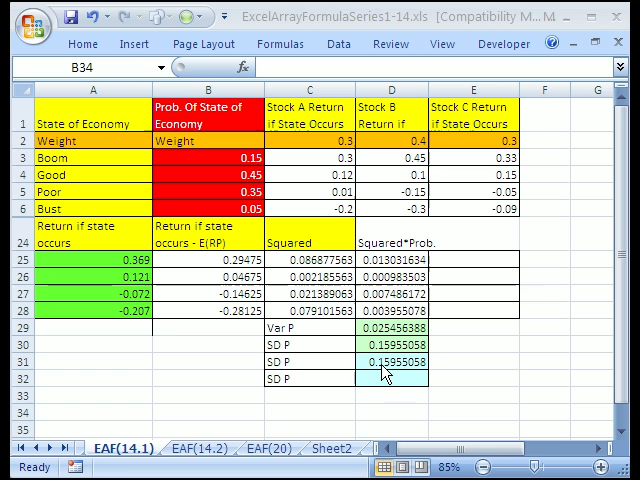 ExcelArrayFormulaSeries1-14.xls [Compatibility M... M...
Home Insert Page Layout Formulas Data Review View Developer
B34 fx
A B C D E F G
1 State of Economy Prob. Of State of Economy Stock A Return if State Occurs Stock B Return if Stock C Return if State Occurs
2 Weight Weight 0.3 0.4 0.3
3 Boom 0.15 0.3 0.45 0.33
4 Good 0.45 0.12 0.1 0.15
5 Poor 0.35 0.01 -0.15 -0.05
6 Bust 0.05 -0.2 -0.3 -0.09
24 Return if state occurs Return if state occurs - E(RP) Squared Squared*Prob.
25 0.369 0.29475 0.086877563 0.013031634
26 0.121 0.04675 0.002185563 0.000983503
27 -0.072 -0.14625 0.021389063 0.007486172
28 -0.207 -0.28125 0.079101563 0.003955078
29 Var P 0.025456388
30 SD P 0.15955058
31 SD P 0.15955058
32 SD P
33
34
35
EAF(14.1) EAF(14.2) EAF(20) Sheet2
Ready 85%